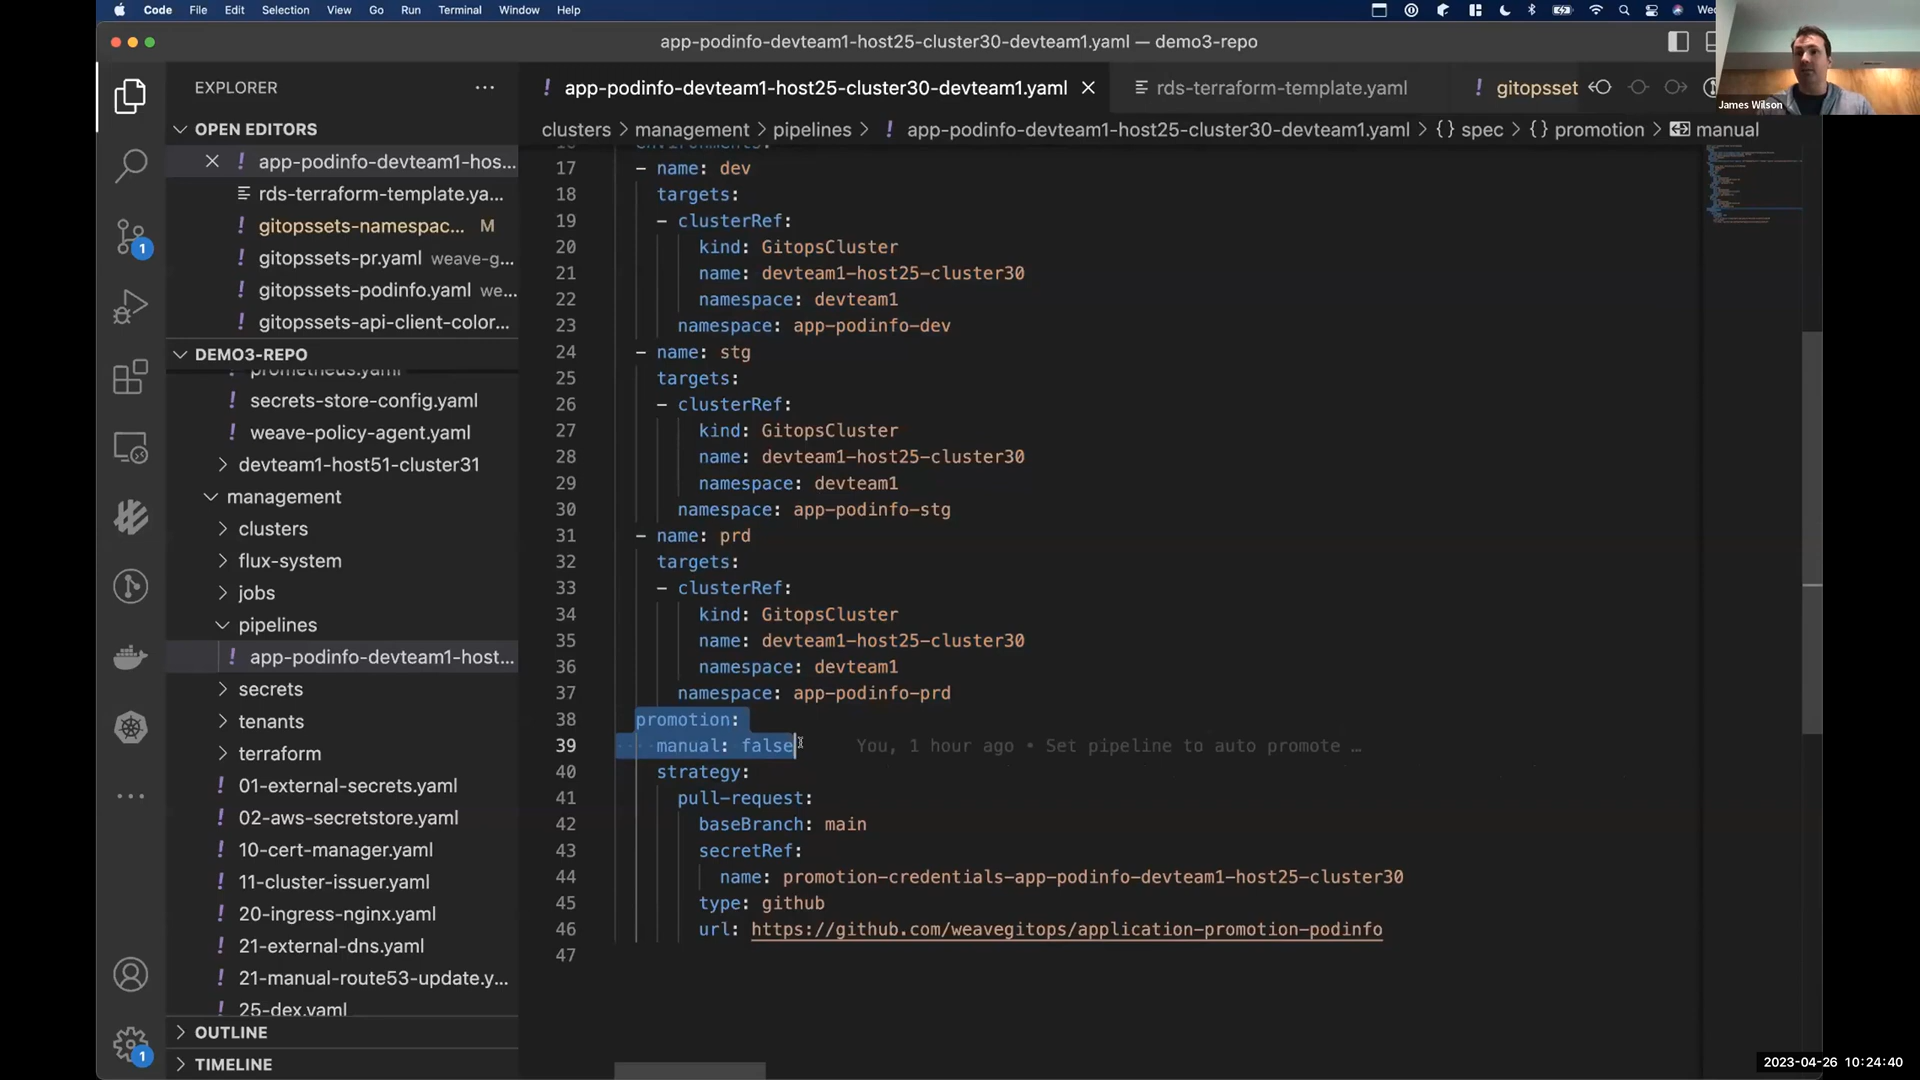 Code File Edit Selection View Go Run Terminal Window Help
app-podinfo-devteam1-host25-cluster30-devteam1.yaml — demo3-repo
James Wilson
EXPLORER
OPEN EDITORS
app-podinfo-devteam1-hos...
rds-terraform-template.ya...
gitopssets-namespac... M
gitopssets-pr.yaml weave-g...
gitopssets-podinfo.yaml we...
gitopssets-api-client-color...
DEMO3-REPO
prometheus.yaml
secrets-store-config.yaml
weave-policy-agent.yaml
devteam1-host51-cluster31
management
clusters
flux-system
jobs
pipelines
app-podinfo-devteam1-host...
secrets
tenants
terraform
01-external-secrets.yaml
02-aws-secretstore.yaml
10-cert-manager.yaml
11-cluster-issuer.yaml
20-ingress-nginx.yaml
21-external-dns.yaml
21-manual-route53-update.y...
25-dex.yaml
OUTLINE
TIMELINE
1
1
app-podinfo-devteam1-host25-cluster30-devteam1.yaml rds-terraform-template.yaml gitopsset
clusters > management > pipelines > ! app-podinfo-devteam1-host25-cluster30-devteam1.yaml > {} spec > {} promotion > manual
16 environments:
17 - name: dev
18 targets:
19 - clusterRef:
20 kind: GitopsCluster
21 name: devteam1-host25-cluster30
22 namespace: devteam1
23 namespace: app-podinfo-dev
24 - name: stg
25 targets:
26 - clusterRef:
27 kind: GitopsCluster
28 name: devteam1-host25-cluster30
29 namespace: devteam1
30 namespace: app-podinfo-stg
31 - name: prd
32 targets:
33 - clusterRef:
34 kind: GitopsCluster
35 name: devteam1-host25-cluster30
36 namespace: devteam1
37 namespace: app-podinfo-prd
38 promotion:
39 manual: false You, 1 hour ago • Set pipeline to auto promote …
40 strategy:
41 pull-request:
42 baseBranch: main
43 secretRef:
44 name: promotion-credentials-app-podinfo-devteam1-host25-cluster30
45 type: github
46 url: https://github.com/weavegitops/application-promotion-podinfo
47
2023-04-26 10:24:40